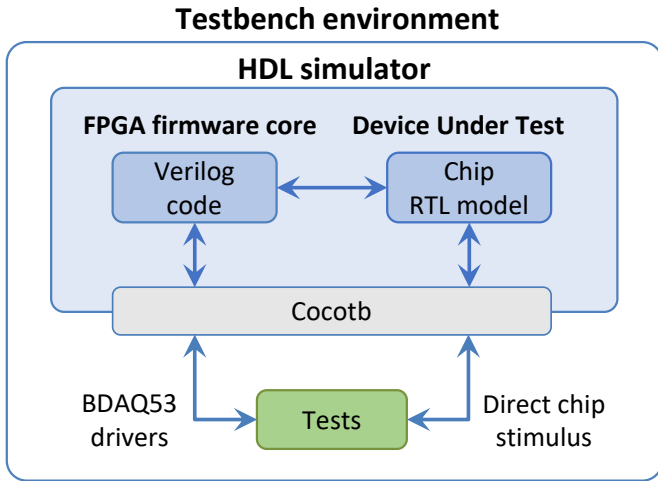 Testbench environment
HDL simulator
FPGA firmware core
Device Under Test
Verilog
code
Chip
RTL model
Cocotb
BDAQ53
drivers
Tests
Direct chip
stimulus